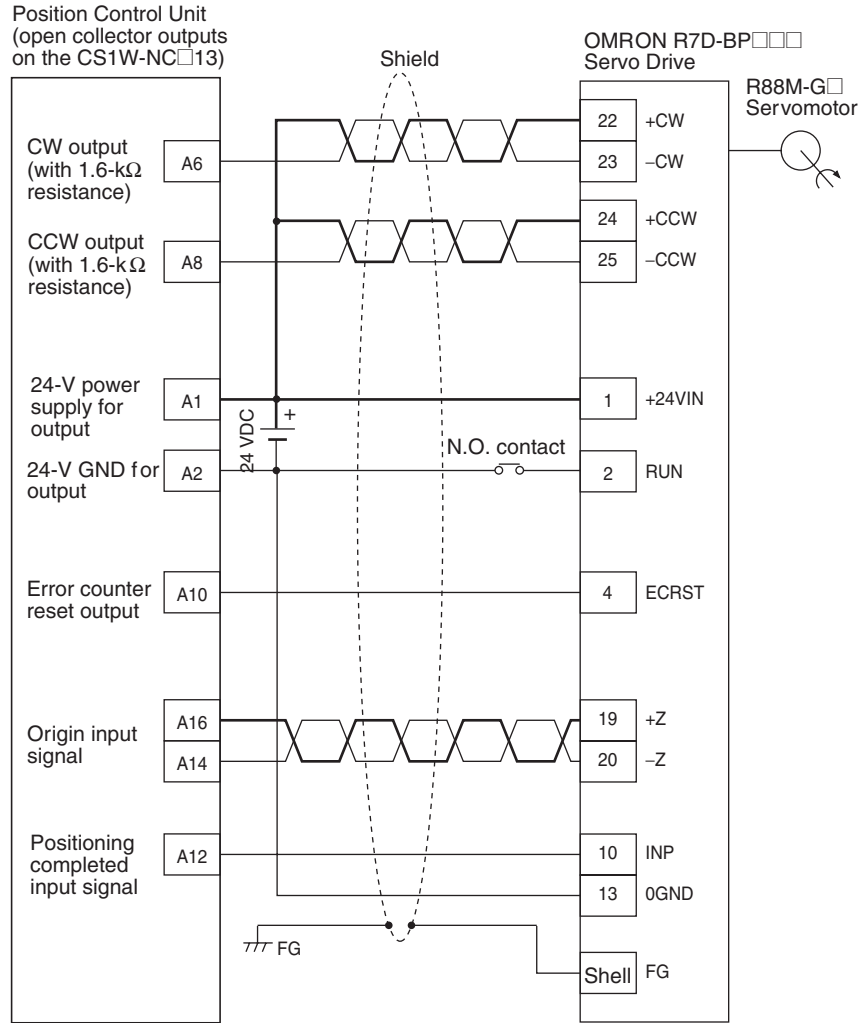 Position Control Unit
(open collector outputs
on the CS1W-NC□13)
Shield
OMRON R7D-BP□□□
Servo Drive
R88M-G□
Servomotor
CW output
(with 1.6-kΩ
resistance)
A6
22
+CW
23
−CW
CCW output
(with 1.6-kΩ
resistance)
A8
24
+CCW
25
−CCW
24-V power
supply for
output
A1
24 VDC
+
1
+24VIN
24-V GND for
output
A2
N.O. contact
2
RUN
Error counter
reset output
A10
4
ECRST
Origin input
signal
A16
A14
19
+Z
20
−Z
Positioning
completed
input signal
A12
10
INP
13
0GND
FG
Shell
FG